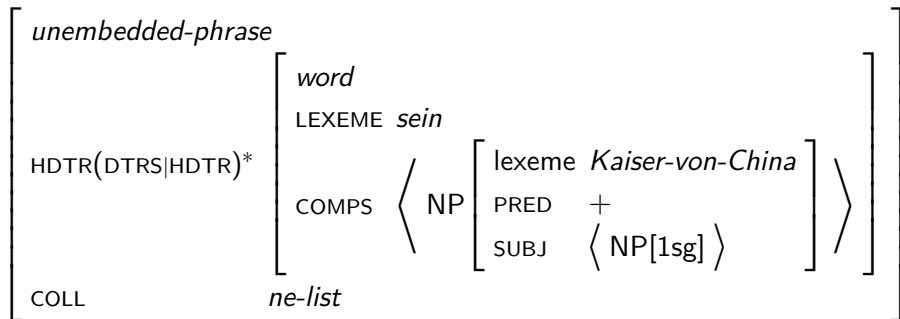 unembedded-phrase
word
LEXEME sein
HDTR(DTRS|HDTR)* COMPS ⟨ NP [ lexeme Kaiser-von-China
PRED +
SUBJ ⟨ NP[1sg] ⟩ ] ⟩
COLL ne-list